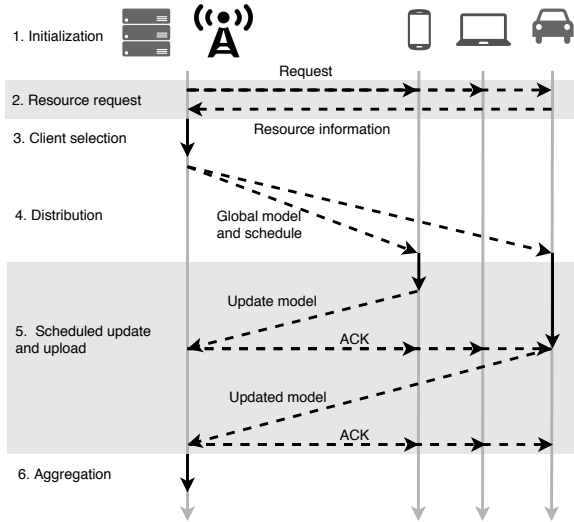 1. Initialization
Request
2. Resource request
Resource information
3. Client selection
4. Distribution
Global model
and schedule
Update model
5. Scheduled update
and upload
ACK
Updated model
ACK
6. Aggregation